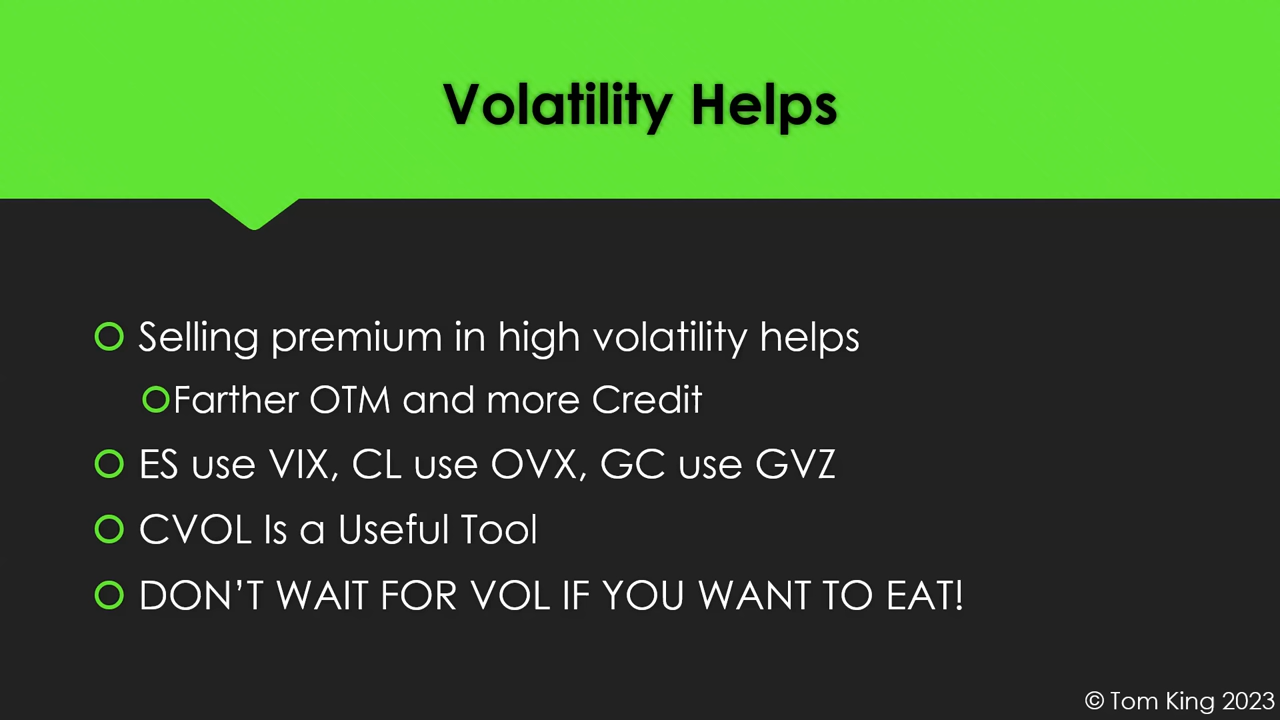 Volatility Helps
Selling premium in high volatility helps
Farther OTM and more Credit
ES use VIX, CL use OVX, GC use GVZ
CVOL Is a Useful Tool
DON’T WAIT FOR VOL IF YOU WANT TO EAT!
© Tom King 2023